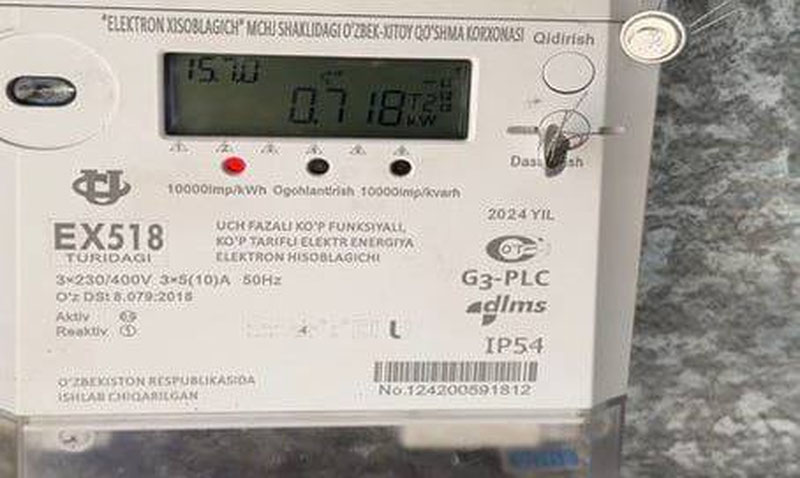 "ELEKTRON XISOBLAGICH" MCHJ SHAKLIDAGI O'ZBEK-XITOY QO'SHMA KORXONASI
Qidirish
15.7.0
0.718 T2 kW
10000imp/kWh Ogohlantirish 10000imp/kvarh
2024 YIL
EX518
TURIDAGI
UCH FAZALI KO'P FUNKSIYALI,
KO'P TARIFLI ELEKTR ENERGIYA
ELEKTRON HISOBLAGICHI
3×230/400V 3×5(10)A 50Hz
O'z DSt 8.079:2018
G3-PLC
dlms
Aktiv
Reaktiv
IP54
O'ZBEKISTON RESPUBLIKASIDA
ISHLAB CHIQARILGAN
No.124200591812